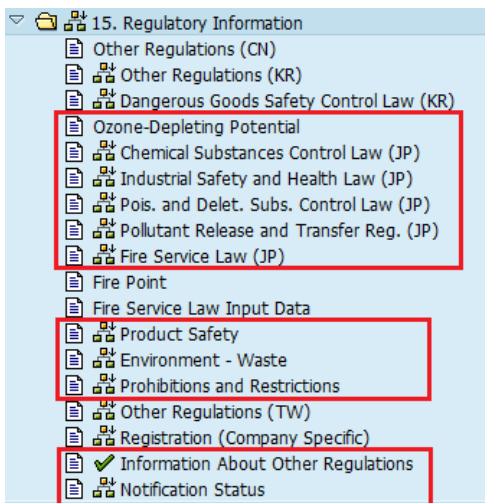 15. Regulatory Information
Other Regulations (CN)
Other Regulations (KR)
Dangerous Goods Safety Control Law (KR)
Ozone-Depleting Potential
Chemical Substances Control Law (JP)
Industrial Safety and Health Law (JP)
Pois. and Delet. Subs. Control Law (JP)
Pollutant Release and Transfer Reg. (JP)
Fire Service Law (JP)
Fire Point
Fire Service Law Input Data
Product Safety
Environment - Waste
Prohibitions and Restrictions
Other Regulations (TW)
Registration (Company Specific)
Information About Other Regulations
Notification Status